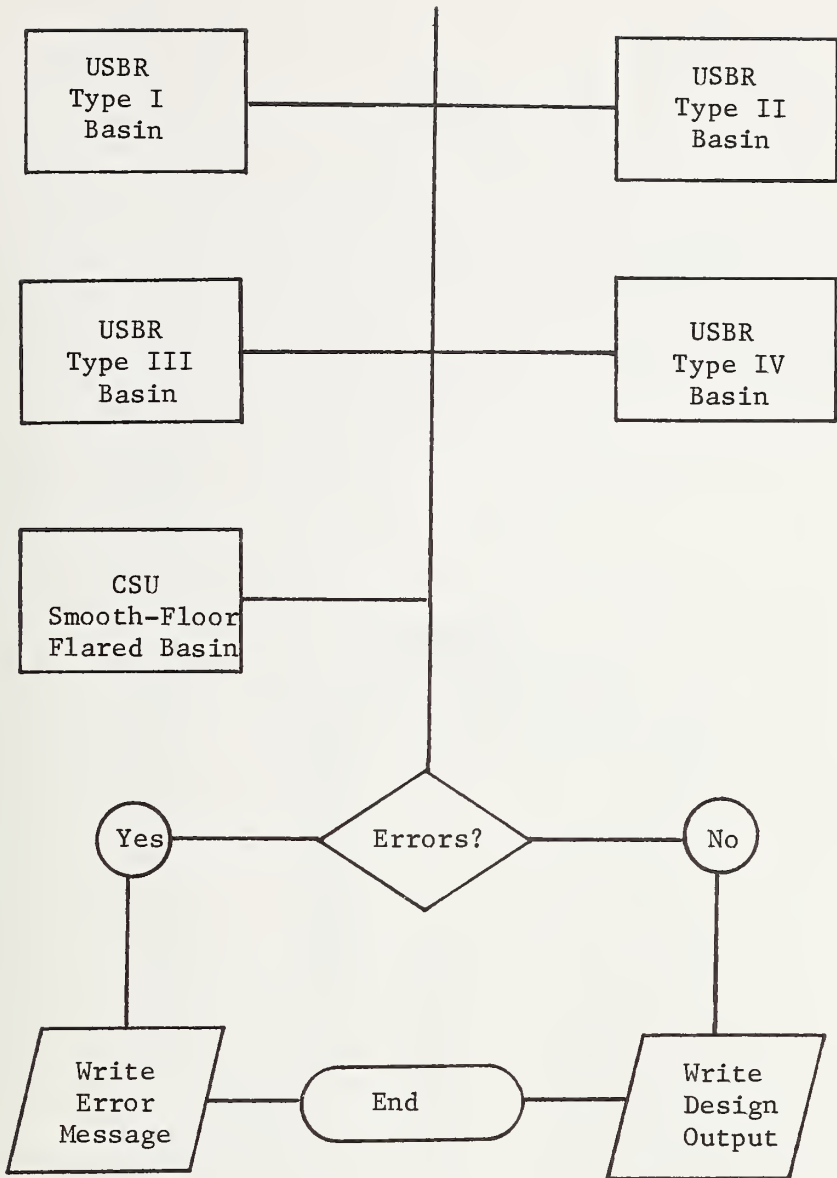 USBR
Type I
Basin
USBR
Type II
Basin
USBR
Type III
Basin
USBR
Type IV
Basin
CSU
Smooth-Floor
Flared Basin
Errors?
Yes
No
Write
Error
Message
End
Write
Design
Output